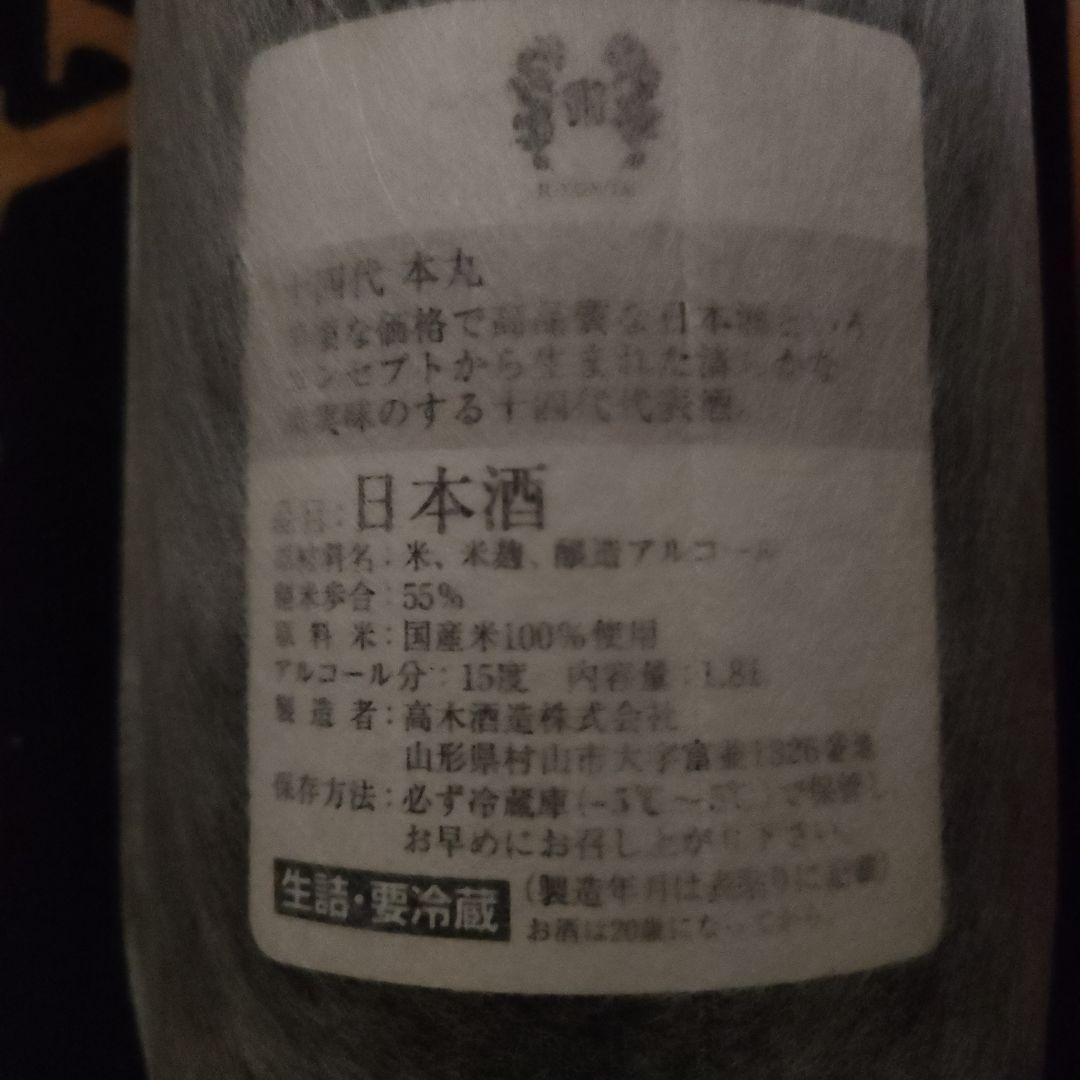 十四代 本丸
な価格で高品質な日本酒という
コンセプトから生まれた清らかな
果実味のする十四代代表酒。
品目：日本酒
原材料名：米、米麹、醸造アルコール
精米歩合：55%
原料米：国産米100%使用
アルコール分：15度 内容量：1.8ℓ
製造者：高木酒造株式会社
山形県村山市大字富並1826番地
保存方法：必ず冷蔵庫(−5℃〜5℃)で保管し
お早めにお召し上がり下さい。
生詰・要冷蔵
(製造年月は表張りに記載)
お酒は20歳になってから